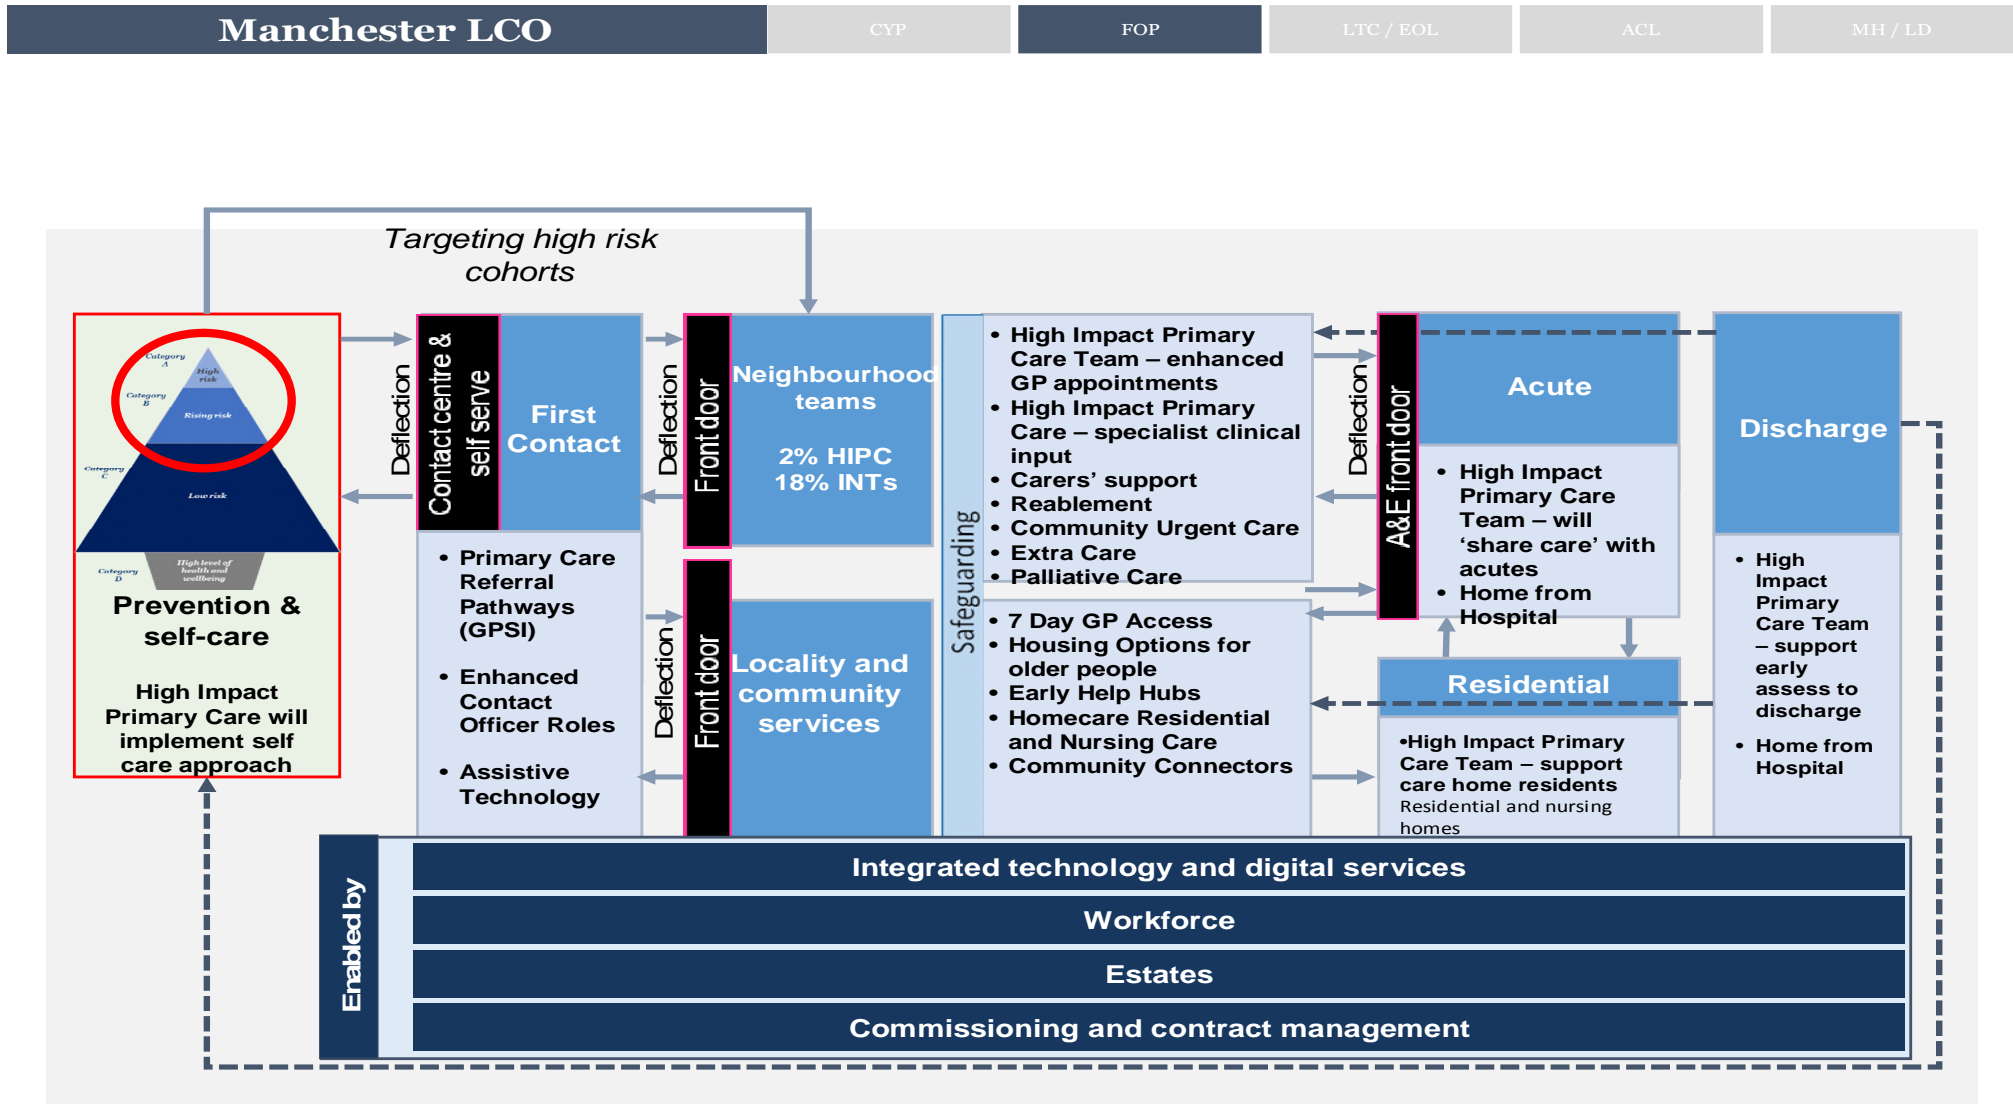 Manchester LCO
CYP
FOP
LTC / EOL
ACL
MH / LD
Targeting high risk
cohorts
Category
A
High
risk
Category
B
Rising risk
Category
C
Low risk
Category
D
High level of
health and
wellbeing
Prevention &
self-care
High Impact
Primary Care will
implement self
care approach
Deflection
Contact centre &
self serve
First
Contact
• Primary Care
Referral
Pathways
(GPSI)
• Enhanced
Contact
Officer Roles
• Assistive
Technology
Deflection
Front door
Neighbourhood
teams
2% HIPC
18% INTs
Deflection
Front door
Locality and
community
services
Safeguarding
• High Impact Primary
Care Team – enhanced
GP appointments
• High Impact Primary
Care – specialist clinical
input
• Carers’ support
• Reablement
• Community Urgent Care
• Extra Care
• Palliative Care
• 7 Day GP Access
• Housing Options for
older people
• Early Help Hubs
• Homecare Residential
and Nursing Care
• Community Connectors
Deflection
A&E front door
Acute
• High Impact
Primary Care
Team – will
‘share care’ with
acutes
• Home from
Hospital
Residential
•High Impact Primary
Care Team – support
care home residents
Residential and nursing
homes
Discharge
• High
Impact
Primary
Care Team
– support
early
assess to
discharge
• Home from
Hospital
Enabled by
Integrated technology and digital services
Workforce
Estates
Commissioning and contract management